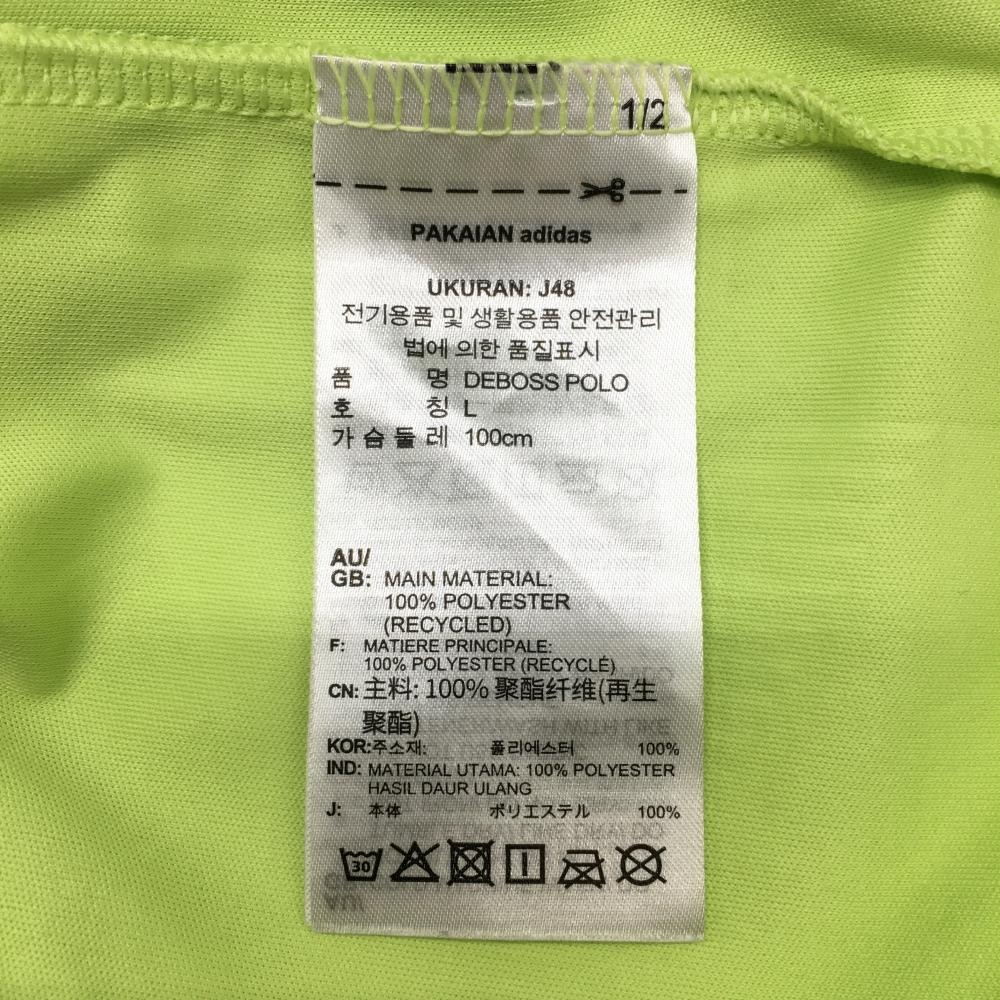 1/2
PAKAIAN adidas
UKURAN: J48
전기용품 및 생활용품 안전관리
법에 의한 품질표시
품 명 DEBOSS POLO
호 칭 L
가 슴 둘 레 100cm
AU/
GB: MAIN MATERIAL:
100% POLYESTER
(RECYCLED)
F: MATIERE PRINCIPALE:
100% POLYESTER (RECYCLÉ)
CN: 主料: 100% 聚酯纤维(再生
聚酯)
KOR:주소재: 폴리에스터 100%
IND: MATERIAL UTAMA: 100% POLYESTER
HASIL DAUR ULANG
J: 本体 ポリエステル 100%
30